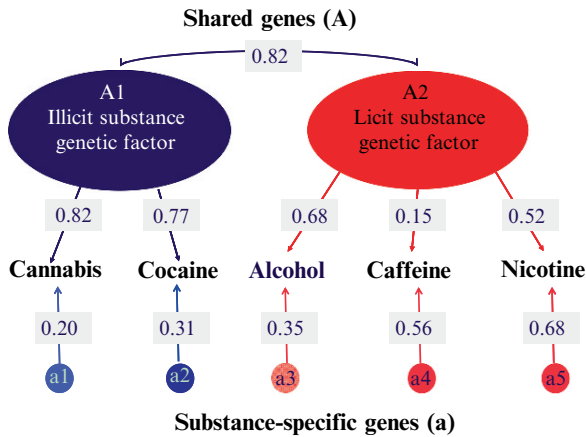 Shared genes (A)
0.82
A1
Illicit substance
genetic factor
A2
Licit substance
genetic factor
0.82
0.77
0.68
0.15
0.52
Cannabis
Cocaine
Alcohol
Caffeine
Nicotine
0.20
0.31
0.35
0.56
0.68
a1
a2
a3
a4
a5
Substance-specific genes (a)